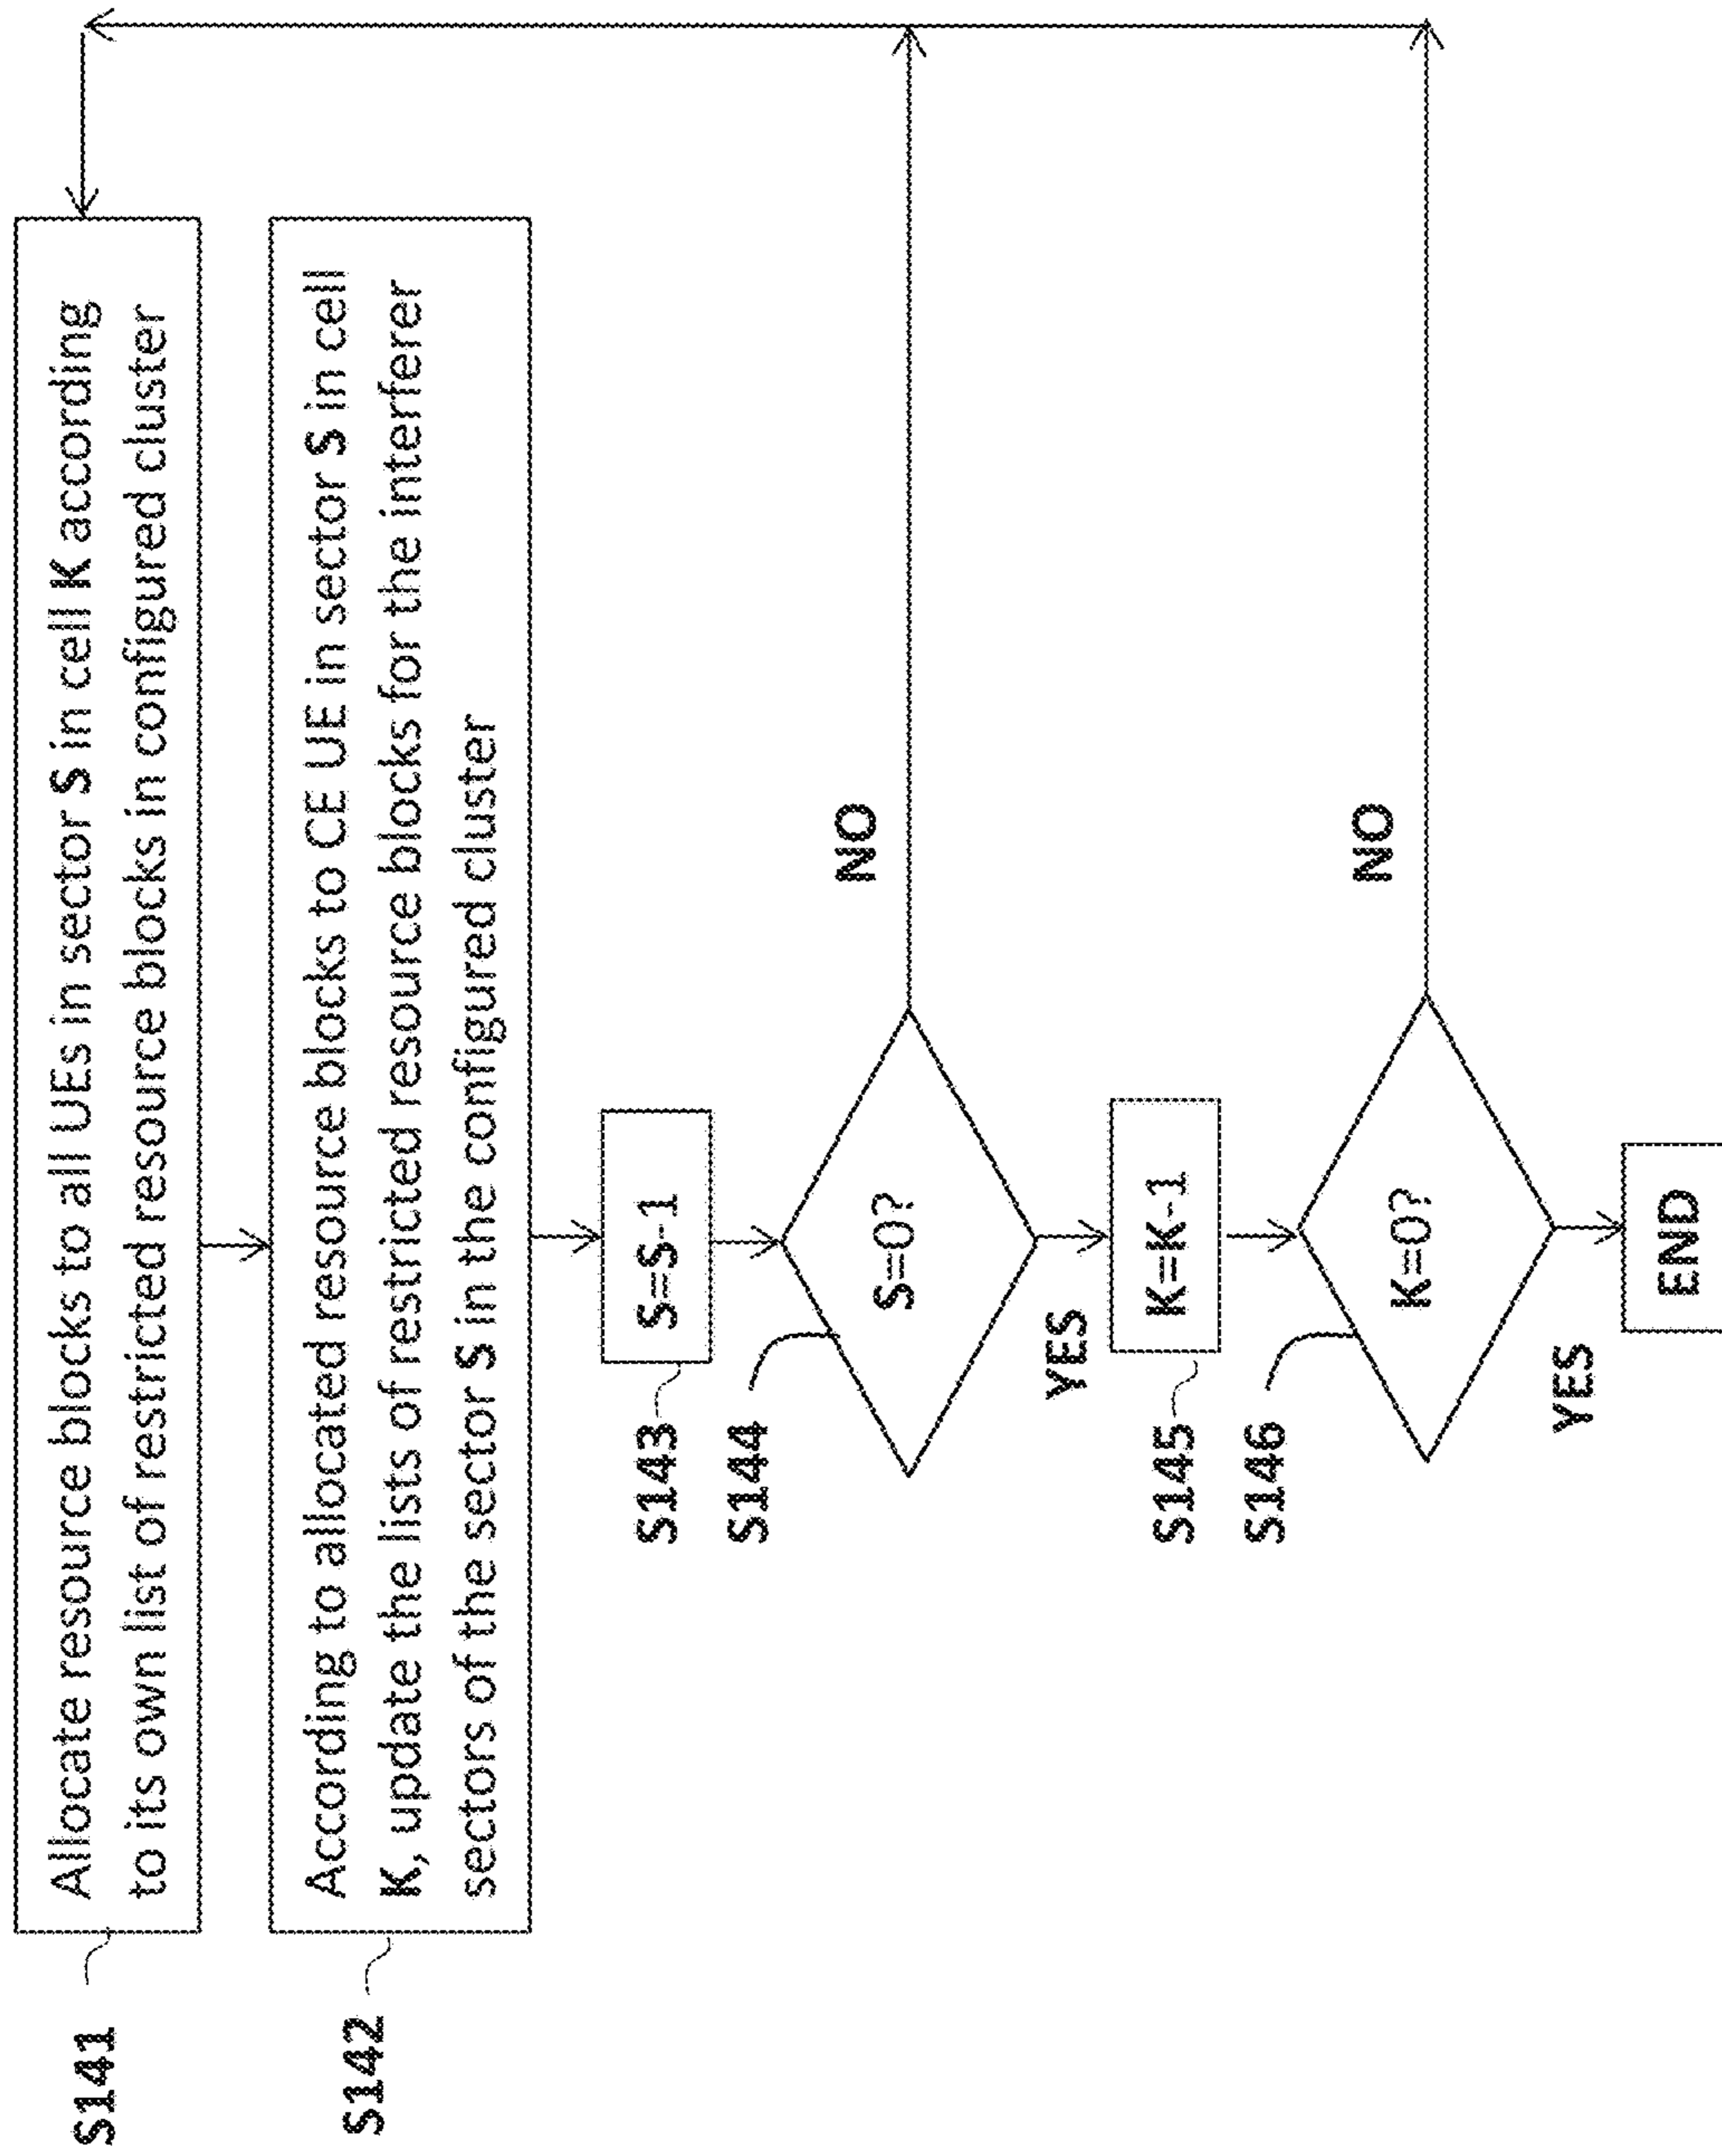 S141
Allocate resource blocks to all UEs in sector S in cell K according
to its own list of restricted resource blocks in configured cluster
S142
According to allocated resource blocks to CE UE in sector S in cell
K, update the lists of restricted resource blocks for the interferer
sectors of the sector S in the configured cluster
S143
S=S-1
S144
S=0?
NO
YES
S145
K=K-1
S146
K=0?
NO
YES
END